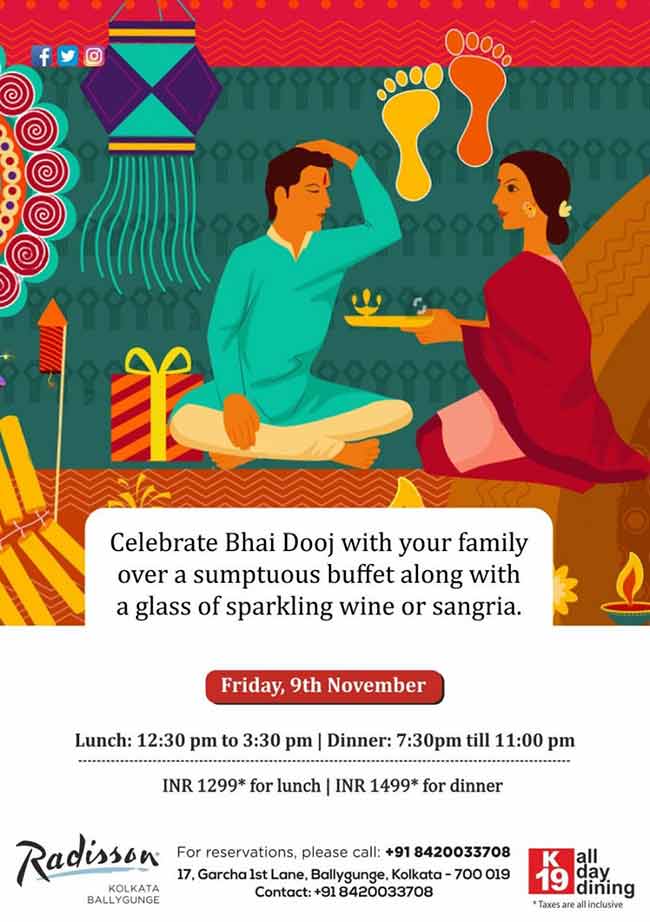 Celebrate Bhai Dooj with your family
over a sumptuous buffet along with
a glass of sparkling wine or sangria.
Friday, 9th November
Lunch: 12:30 pm to 3:30 pm | Dinner: 7:30pm till 11:00 pm
INR 1299* for lunch | INR 1499* for dinner
Radisson
KOLKATA
BALLYGUNGE
For reservations, please call: +91 8420033708
17, Garcha 1st Lane, Ballygunge, Kolkata - 700 019
Contact: +91 8420033708
K
19
all
day
dining
* Taxes are all inclusive